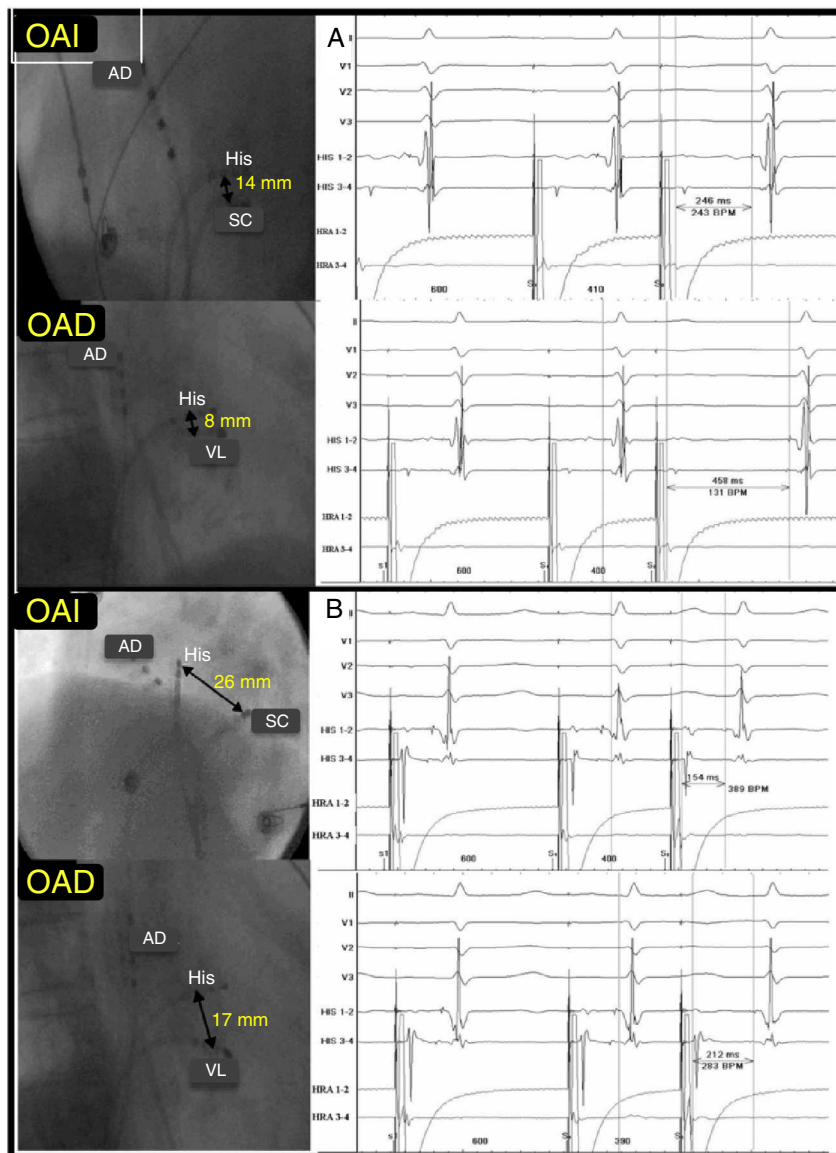 OAI
AD
His
14 mm
SC
A
II
V1
V2
V3
HIS 1-2
HIS 3-4
246 ms
243 BPM
HRA 1-2
HRA 3-4
600
S
410
S
OAD
AD
His
8 mm
VL
II
V1
V2
V3
HIS 1-2
HIS 3-4
458 ms
131 BPM
HRA 1-2
HRA 3-4
s1
600
S
400
S
OAI
AD
His
26 mm
SC
B
II
V1
V2
V3
HIS 1-2
HIS 3-4
154 ms
389 BPM
HRA 1-2
HRA 3-4
s1
600
S
400
S
OAD
AD
His
17 mm
VL
II
V1
V2
V3
HIS 1-2
HIS 3-4
212 ms
283 BPM
HRA 1-2
HRA 3-4
s1
600
S
390
S